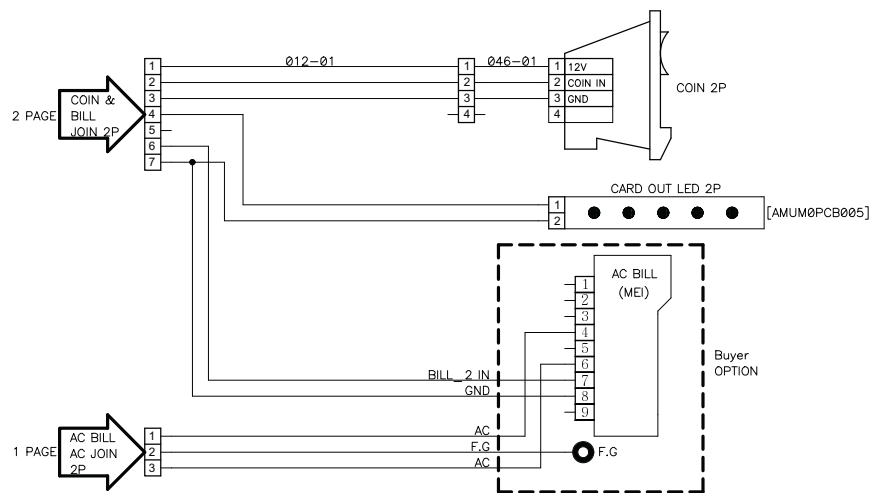 2 PAGE
COIN &
BILL
JOIN 2P
1
2
3
4
5
6
7
012-01
1
2
3
4
046-01
1 12V
2 COIN IN
3 GND
4
COIN 2P
CARD OUT LED 2P
1
2
[AMUM0PCB005]
AC BILL
(MEI)
1
2
3
4
5
6
7
8
9
Buyer
OPTION
BILL_2 IN
GND
1 PAGE
AC BILL
AC JOIN
2P
1
2
3
AC
F.G
AC
F.G